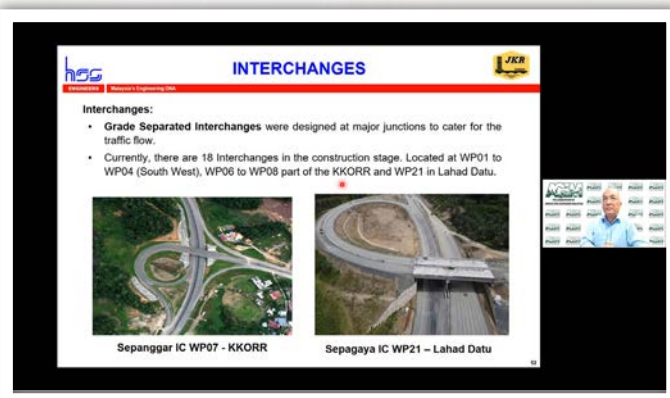 hss
INTERCHANGES
JKR
ENGINEERS Malaysia's Engineering DNA
Interchanges:
• Grade Separated Interchanges were designed at major junctions to cater for the
traffic flow.
• Currently, there are 18 Interchanges in the construction stage. Located at WP01 to
WP04 (South West), WP06 to WP08 part of the KKORR and WP21 in Lahad Datu.
Sepanggar IC WP07 - KKORR
Sepagaya IC WP21 – Lahad Datu